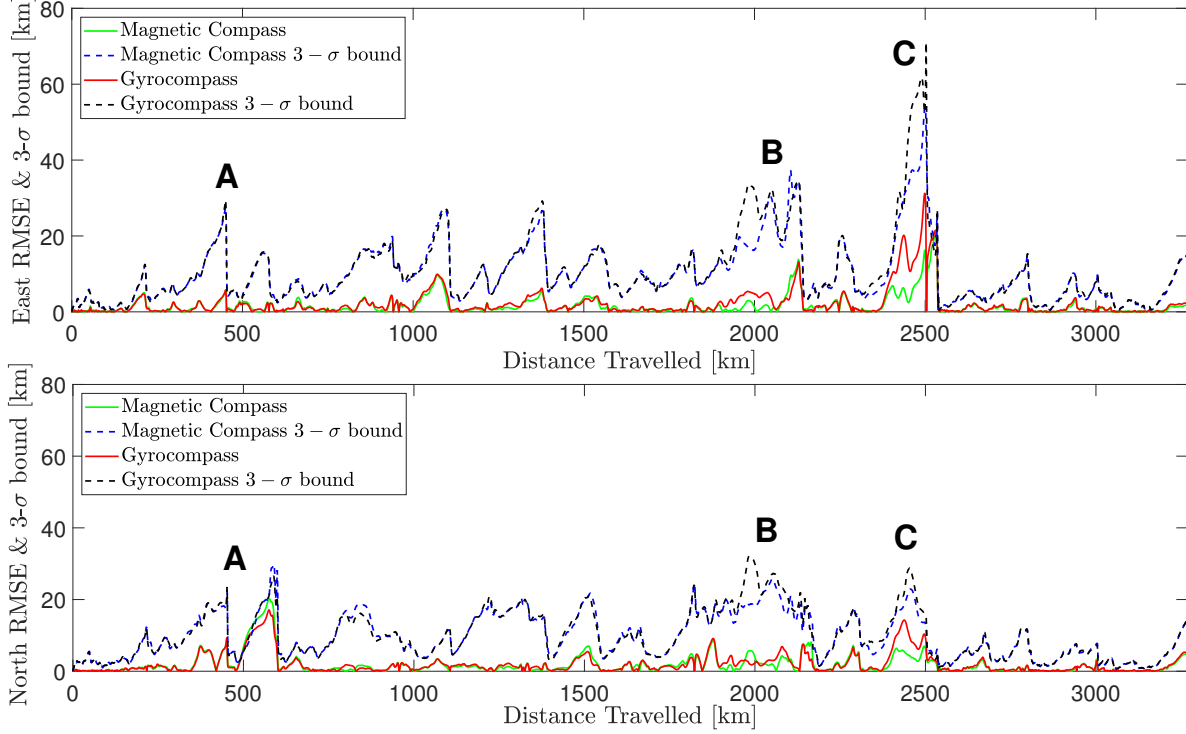 80
60
40
20
0
East RMSE & 3-σ bound [km]
Magnetic Compass
Magnetic Compass 3 − σ bound
Gyrocompass
Gyrocompass 3 − σ bound
A
B
C
0 500 1000 1500 2000 2500 3000
Distance Travelled [km]
80
60
40
20
0
North RMSE & 3-σ bound [km]
Magnetic Compass
Magnetic Compass 3 − σ bound
Gyrocompass
Gyrocompass 3 − σ bound
A
B
C
0 500 1000 1500 2000 2500 3000
Distance Travelled [km]